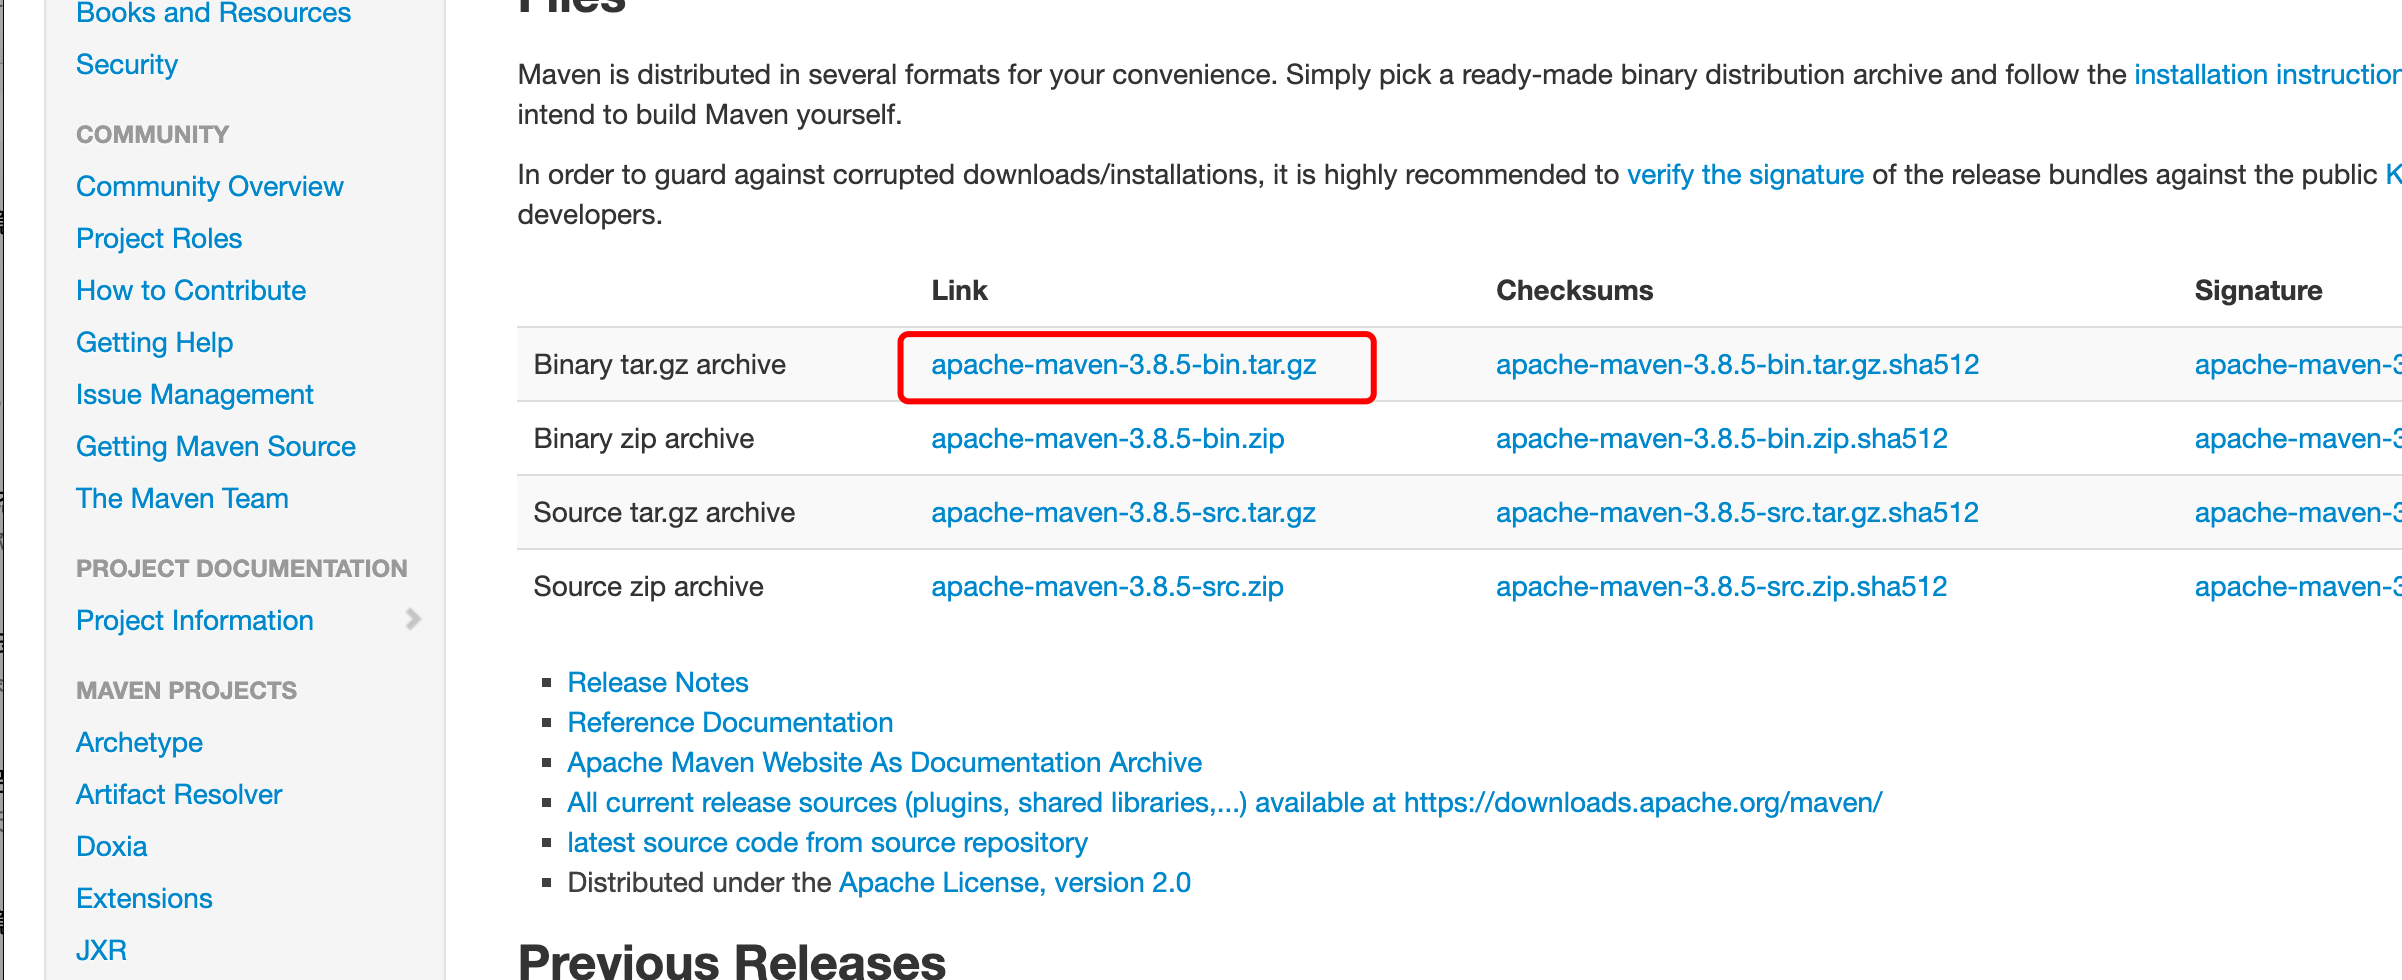 Books and Resources
Security
COMMUNITY
Community Overview
Project Roles
How to Contribute
Getting Help
Issue Management
Getting Maven Source
The Maven Team
PROJECT DOCUMENTATION
Project Information
MAVEN PROJECTS
Archetype
Artifact Resolver
Doxia
Extensions
JXR
Files
Maven is distributed in several formats for your convenience. Simply pick a ready-made binary distribution archive and follow the installation instruction
intend to build Maven yourself.
In order to guard against corrupted downloads/installations, it is highly recommended to verify the signature of the release bundles against the public K
developers.
Link Checksums Signature
Binary tar.gz archive apache-maven-3.8.5-bin.tar.gz apache-maven-3.8.5-bin.tar.gz.sha512 apache-maven-3
Binary zip archive apache-maven-3.8.5-bin.zip apache-maven-3.8.5-bin.zip.sha512 apache-maven-3
Source tar.gz archive apache-maven-3.8.5-src.tar.gz apache-maven-3.8.5-src.tar.gz.sha512 apache-maven-3
Source zip archive apache-maven-3.8.5-src.zip apache-maven-3.8.5-src.zip.sha512 apache-maven-3
Release Notes
Reference Documentation
Apache Maven Website As Documentation Archive
All current release sources (plugins, shared libraries,...) available at https://downloads.apache.org/maven/
latest source code from source repository
Distributed under the Apache License, version 2.0
Previous Releases